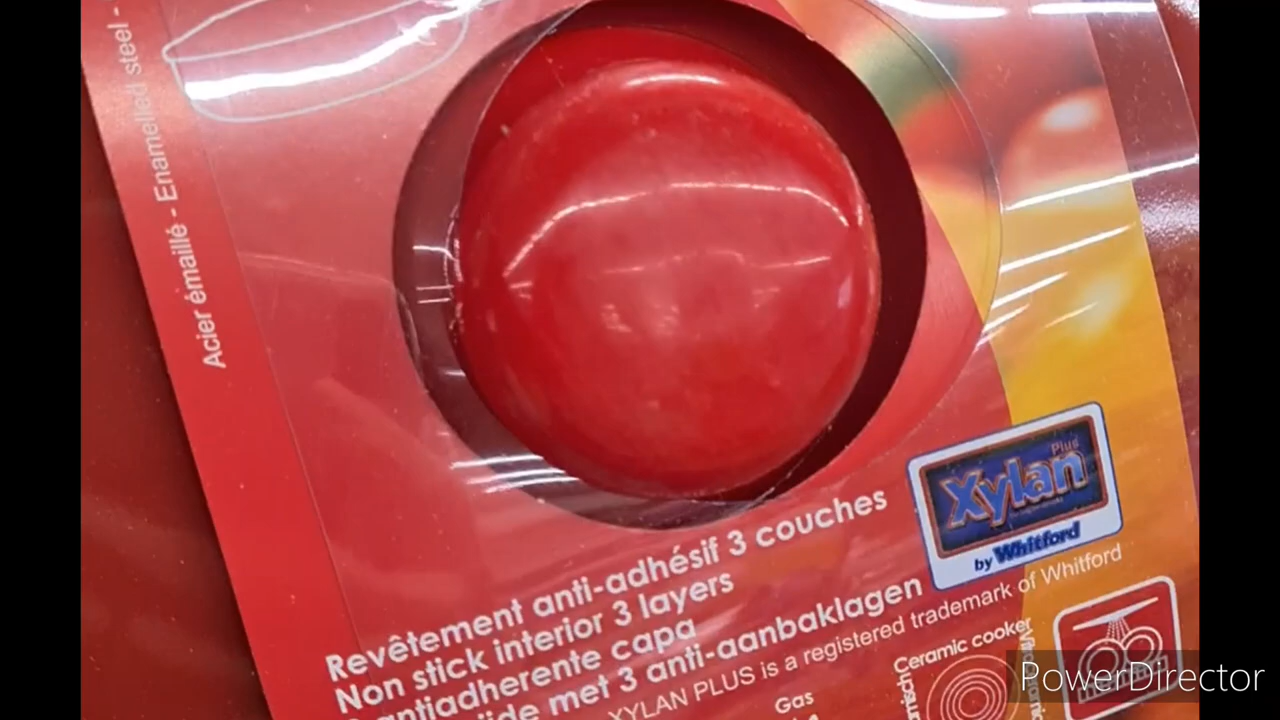 Acier émaillé - Enamelled steel -
Revêtement anti-adhésif 3 couches
Non stick interior 3 layers
antiadherente capa
met 3 anti-aanbaklagen
XYLAN PLUS is a registered trademark of Whitford
Xylan Plus
by Whitford
Ceramic cooker
Gas
PowerDirector